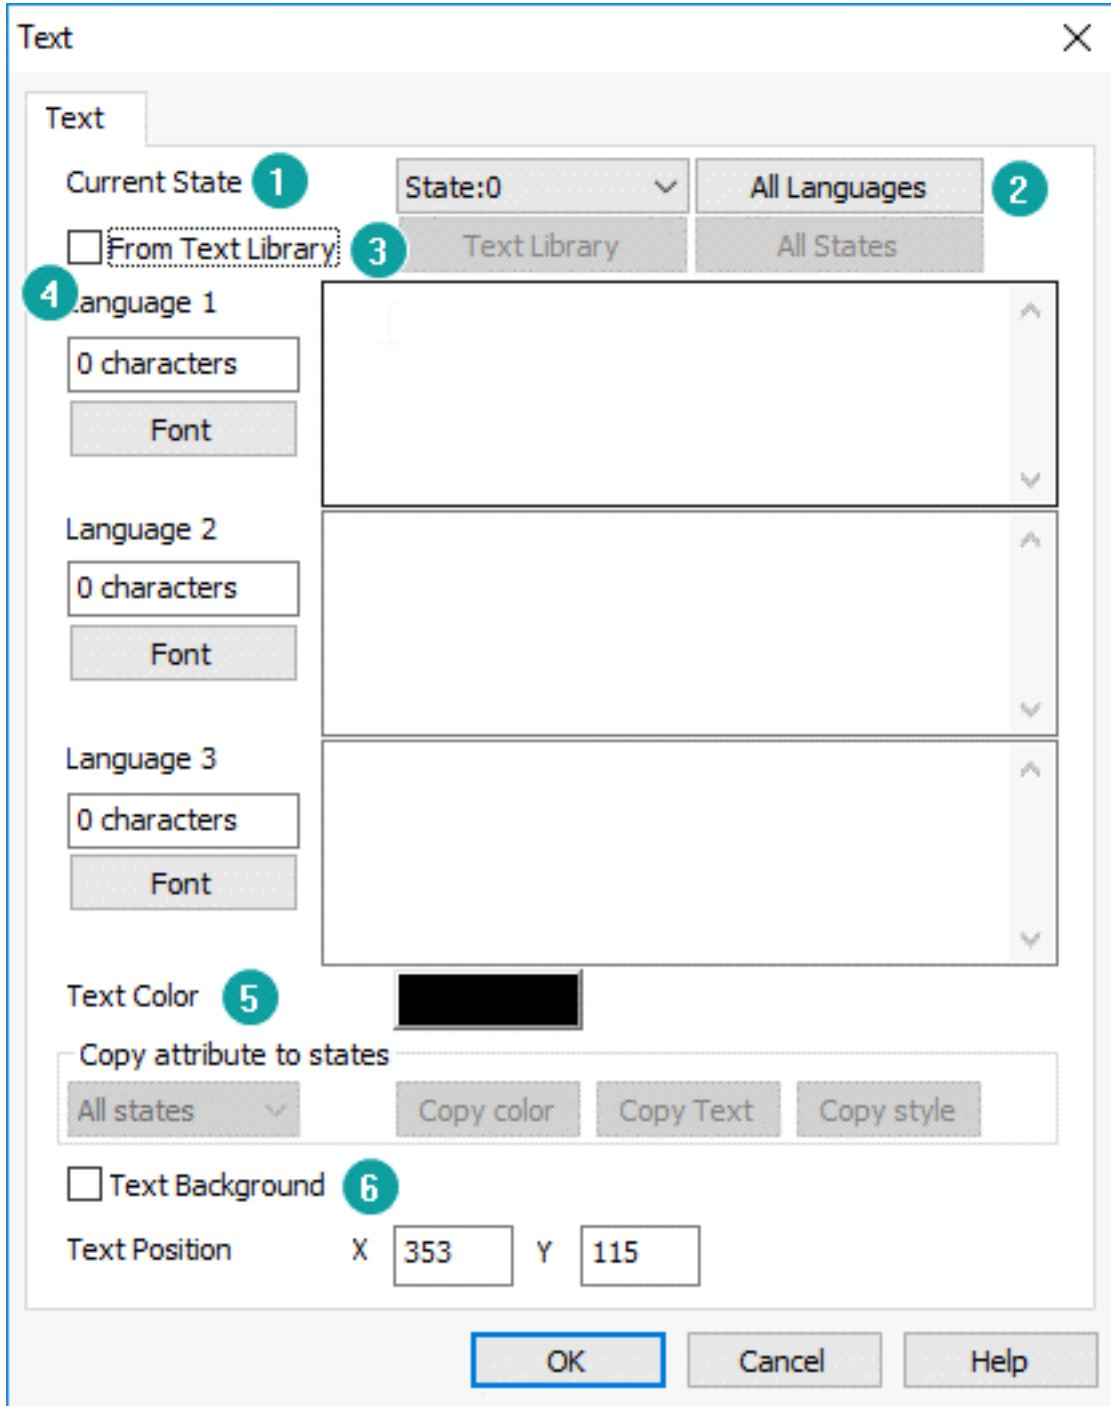 Text
Text
Current State 1 State:0 All Languages 2
From Text Library 3 Text Library All States
4 Language 1
0 characters
Font
Language 2
0 characters
Font
Language 3
0 characters
Font
Text Color 5
Copy attribute to states
All states Copy color Copy Text Copy style
Text Background 6
Text Position X 353 Y 115
OK Cancel Help